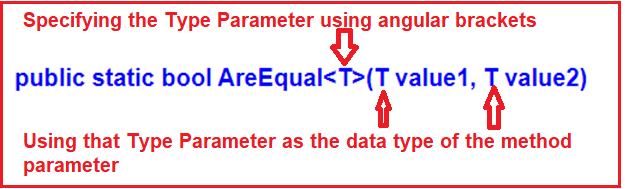 Specifying the Type Parameter using angular brackets
public static bool AreEqual<T>(T value1, T value2)
Using that Type Parameter as the data type of the method
parameter